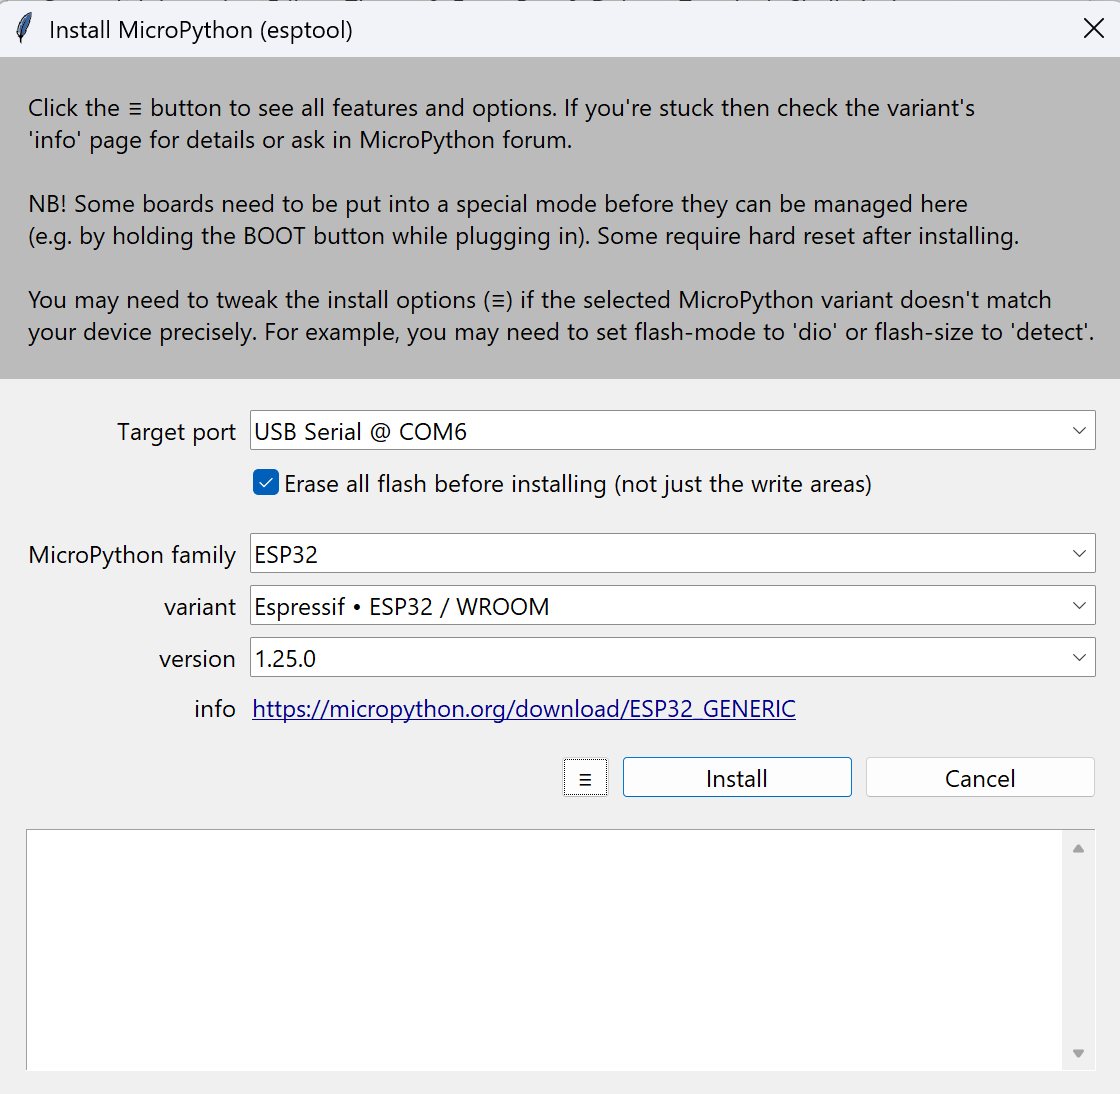 Install MicroPython (esptool)
Click the ≡ button to see all features and options. If you're stuck then check the variant's
'info' page for details or ask in MicroPython forum.
NB! Some boards need to be put into a special mode before they can be managed here
(e.g. by holding the BOOT button while plugging in). Some require hard reset after installing.
You may need to tweak the install options (≡) if the selected MicroPython variant doesn't match
your device precisely. For example, you may need to set flash-mode to 'dio' or flash-size to 'detect'.
Target port USB Serial @ COM6
Erase all flash before installing (not just the write areas)
MicroPython family ESP32
variant Espressif • ESP32 / WROOM
version 1.25.0
info https://micropython.org/download/ESP32_GENERIC
≡ Install Cancel